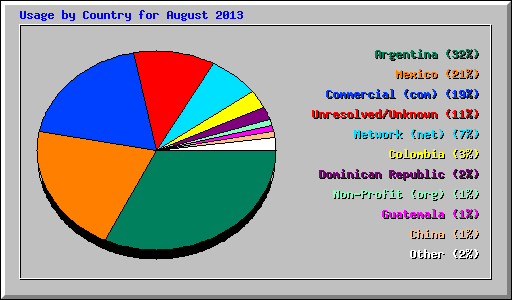 Usage by Country for August 2013
Argentina (32%)
Mexico (21%)
Commercial (com) (19%)
Unresolved/Unknown (11%)
Network (net) (7%)
Colombia (3%)
Dominican Republic (2%)
Non-Profit (org) (1%)
Guatemala (1%)
China (1%)
Other (2%)